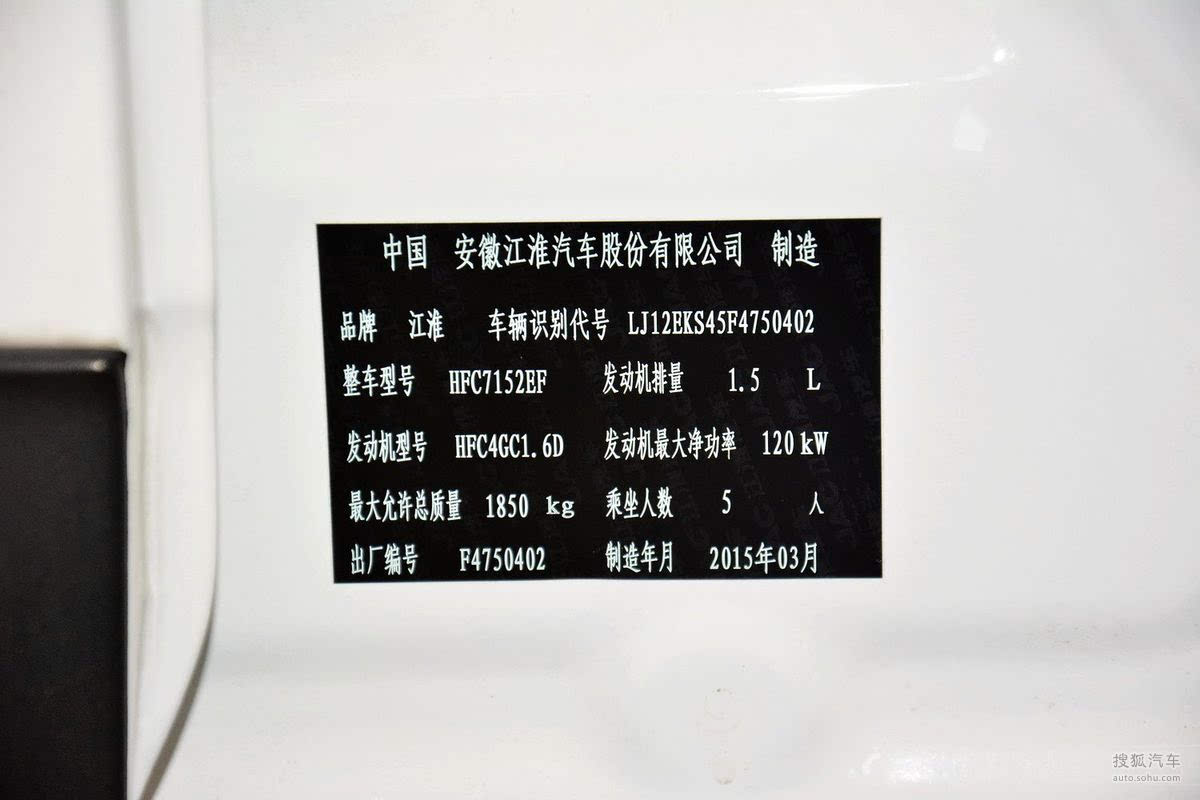 中国 安徽江淮汽车股份有限公司 制造
品牌 江淮 车辆识别代号 LJ12EKS45F4750402
整车型号 HFC7152EF 发动机排量 1.5 L
发动机型号 HFC4GC1.6D 发动机最大净功率 120 kW
最大允许总质量 1850 kg 乘坐人数 5 人
出厂编号 F4750402 制造年月 2015年03月
搜狐汽车
auto.sohu.com